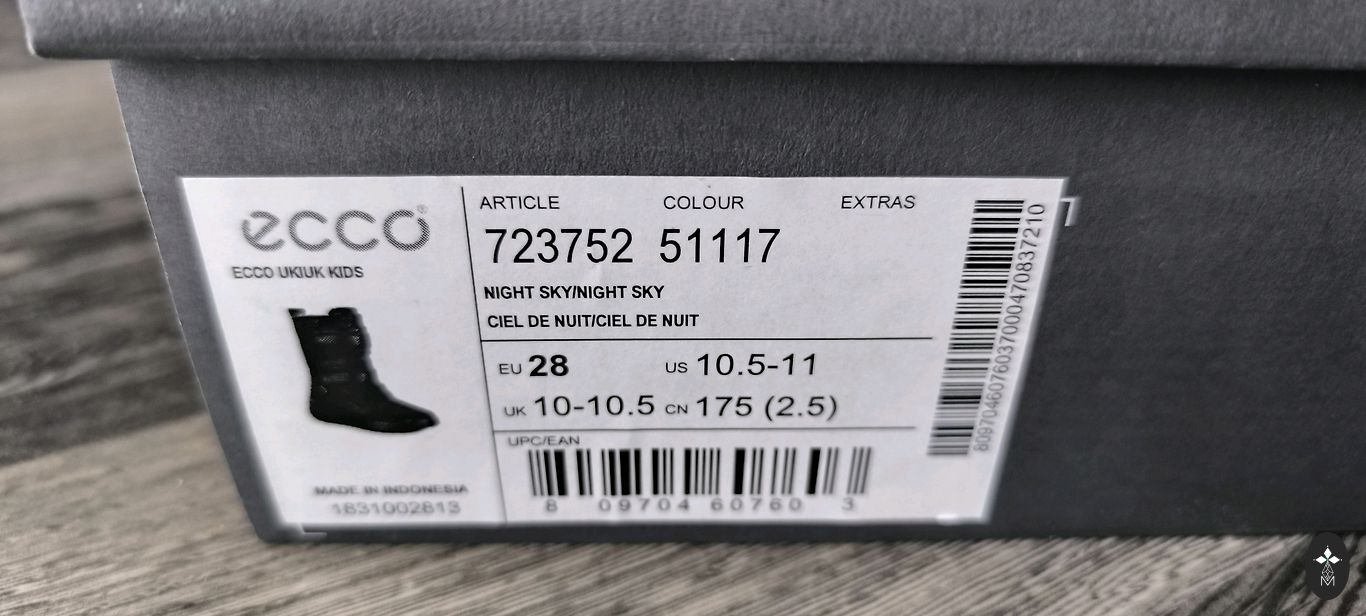 ecco®
ECCO UKIUK KIDS
MADE IN INDONESIA
1831002813
ARTICLE COLOUR EXTRAS
723752 51117
NIGHT SKY/NIGHT SKY
CIEL DE NUIT/CIEL DE NUIT
EU 28 US 10.5-11
UK 10-10.5 CN 175 (2.5)
UPC/EAN
8 09704 60760 3
809704607603700047083​7210
M